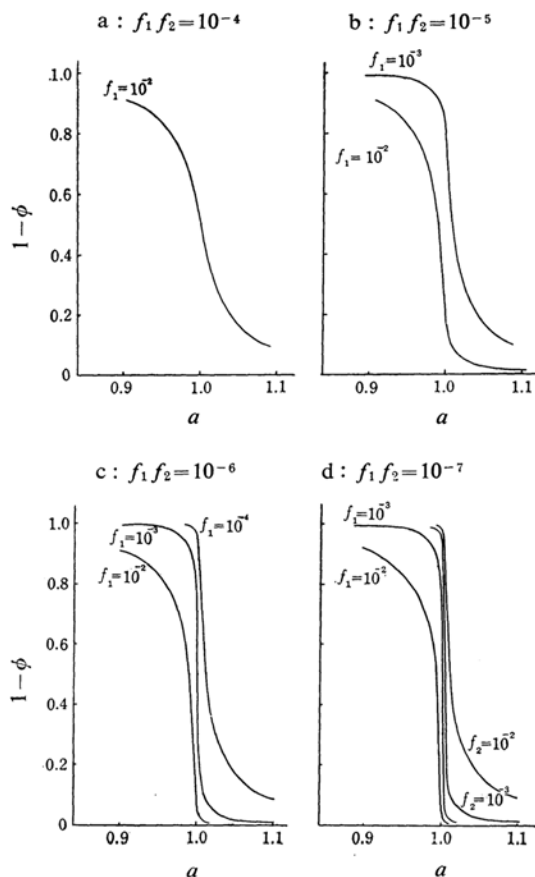 a : f₁ f₂ = 10⁻⁴
1.0
f₁=10⁻²
0.8
0.6
0.4
0.2
0
1−ϕ
0.9 1.0 1.1
a
b : f₁ f₂ = 10⁻⁵
f₁=10⁻³
f₁=10⁻²
0.9 1.0 1.1
a
c : f₁ f₂ = 10⁻⁶
1.0
f₁=10⁻³
f₁=10⁻⁴
f₁=10⁻²
0.8
0.6
0.4
0.2
0
1−ϕ
0.9 1.0 1.1
a
d : f₁ f₂ = 10⁻⁷
f₁=10⁻³
f₁=10⁻²
f₂=10⁻²
f₂=10⁻³
0.9 1.0 1.1
a